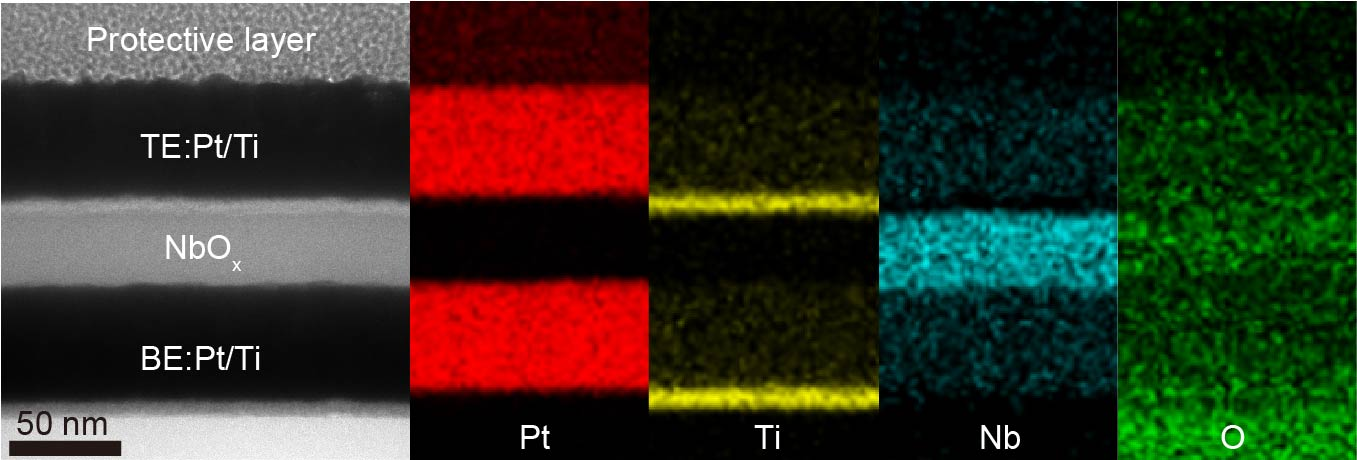 Protective layer
TE:Pt/Ti
NbOx
BE:Pt/Ti
50 nm
Pt
Ti
Nb
O